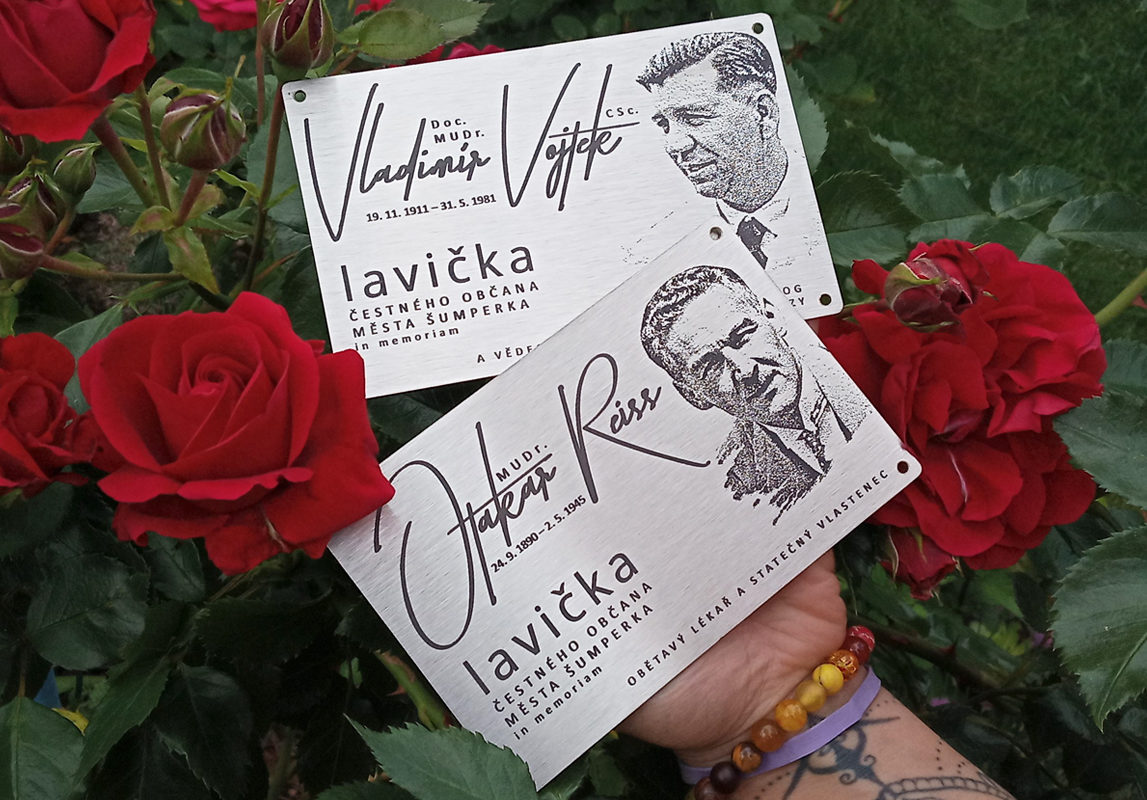 Doc.
MUDr.
Vladimír Vojtek CSc.
19. 11. 1911 – 31. 5. 1981
lavička
ČESTNÉHO OBČANA
MĚSTA ŠUMPERKA
in memoriam
MUDr.
Otakar Reiss
24. 9. 1890 – 2. 5. 1945
lavička
ČESTNÉHO OBČANA
MĚSTA ŠUMPERKA
in memoriam
OBĚTAVÝ LÉKAŘ A STATEČNÝ VLASTENEC